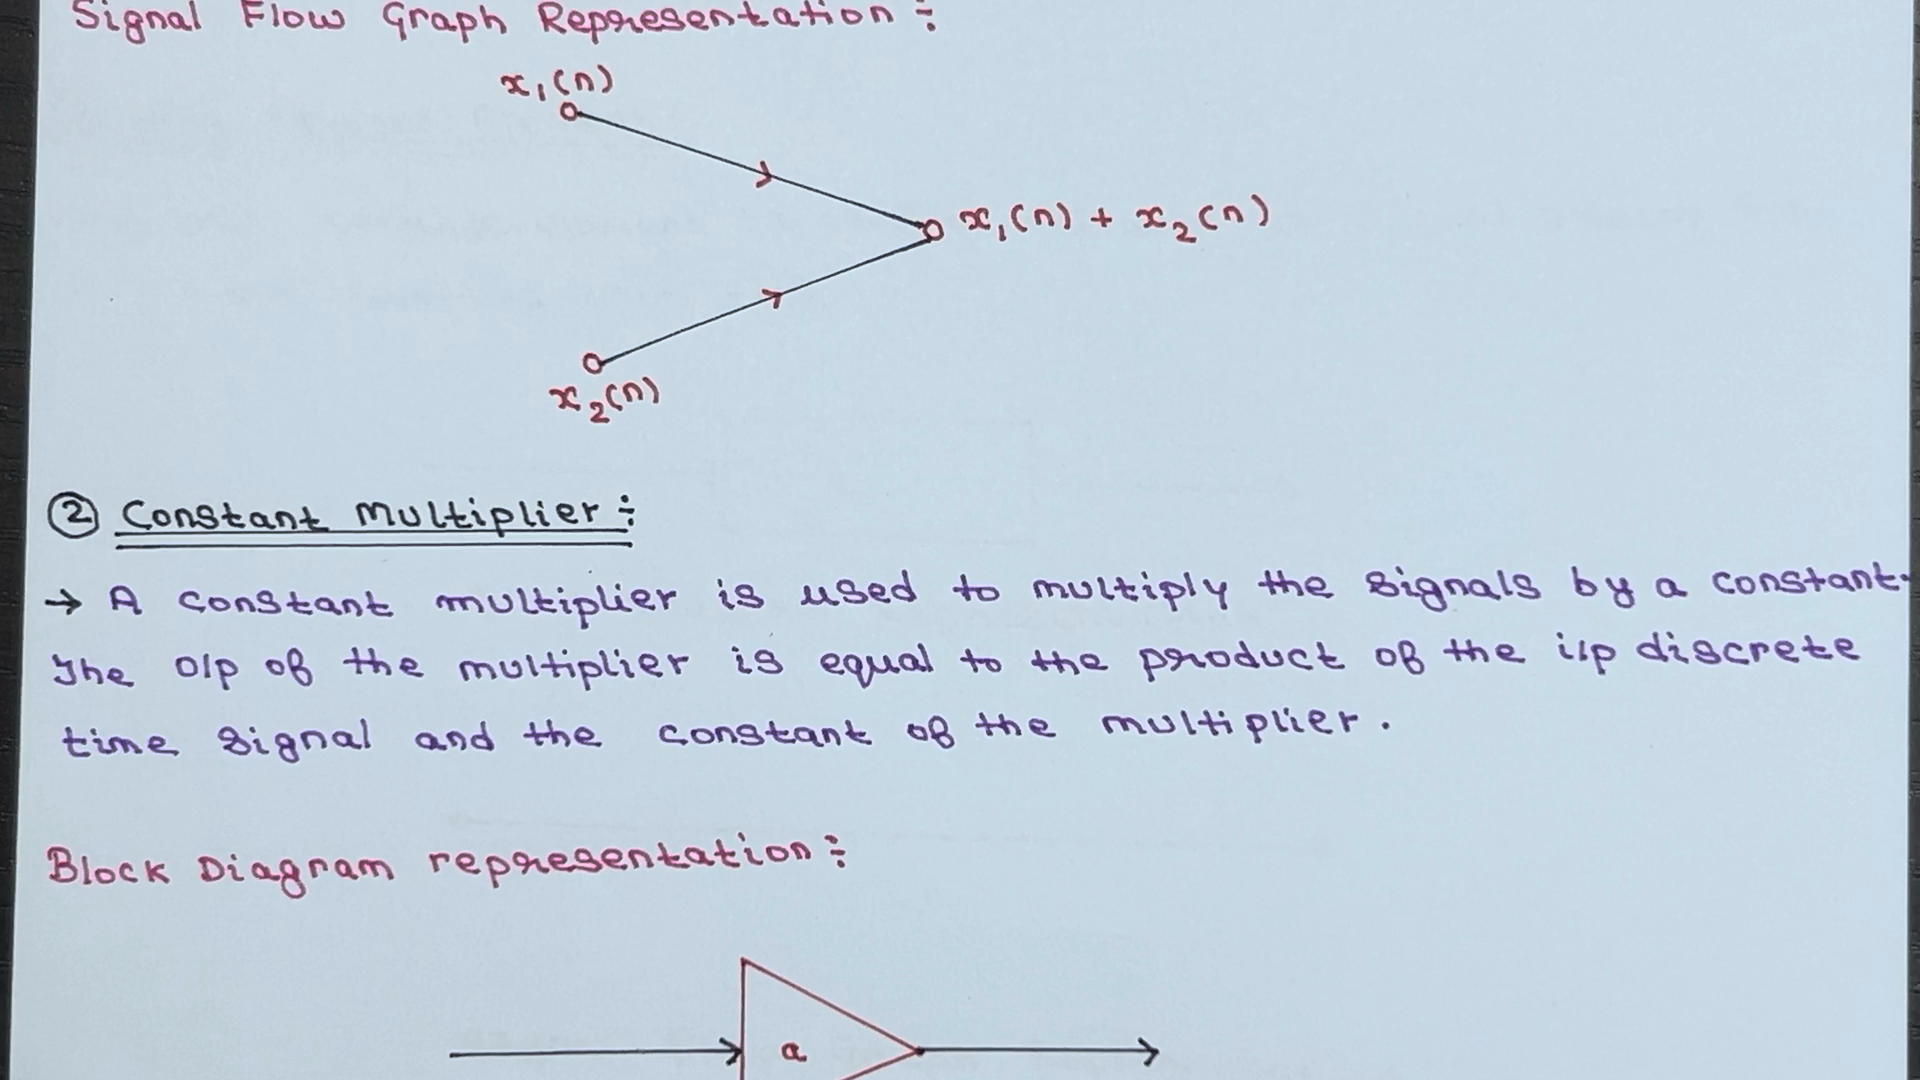 Signal Flow Graph Representation :
x₁(n)
x₁(n) + x₂(n)
x₂(n)
② Constant Multiplier :
→ A constant multiplier is used to multiply the signals by a constant.
The o/p of the multiplier is equal to the product of the i/p discrete
time signal and the constant of the multiplier.
Block Diagram representation :
a